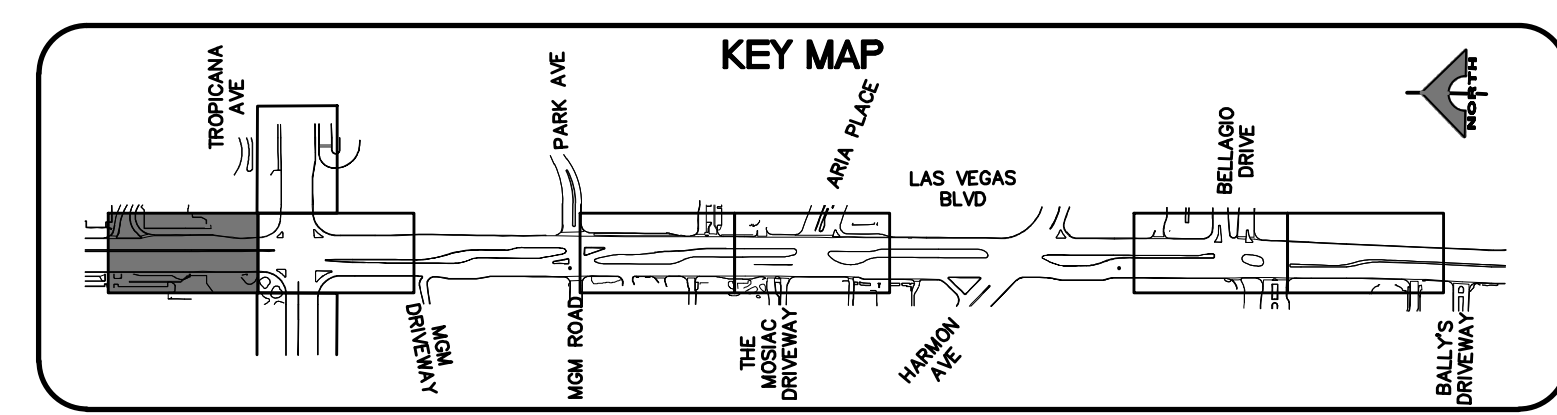 KEY MAP
TROPICANA
AVE
PARK AVE
ARIA PLACE
LAS VEGAS
BLVD
BELLAGIO
DRIVE
NORTH
MGM
DRIVEWAY
MGM ROAD
THE
MOSIAC
DRIVEWAY
HARMON
AVE
BALLY'S
DRIVEWAY